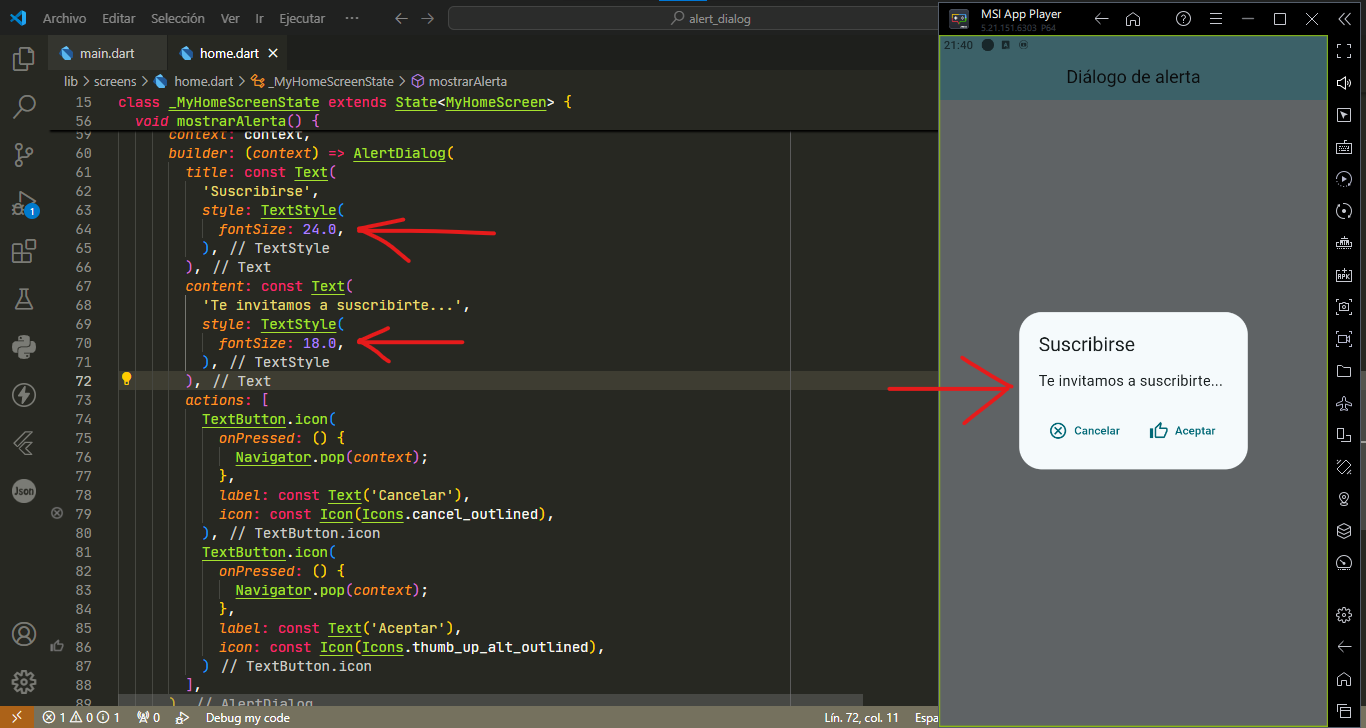 Archivo Editar Selección Ver Ir Ejecutar ··· alert_dialog
main.dart home.dart
lib > screens > home.dart > _MyHomeScreenState > mostrarAlerta
15 class _MyHomeScreenState extends State<MyHomeScreen> {
56 void mostrarAlerta() {
59 context: context,
60 builder: (context) => AlertDialog(
61 title: const Text(
62 'Suscribirse',
63 style: TextStyle(
64 fontSize: 24.0,
65 ), // TextStyle
66 ), // Text
67 content: const Text(
68 'Te invitamos a suscribirte...',
69 style: TextStyle(
70 fontSize: 18.0,
71 ), // TextStyle
72 ), // Text
73 actions: [
74 TextButton.icon(
75 onPressed: () {
76 Navigator.pop(context);
77 },
78 label: const Text('Cancelar'),
79 icon: const Icon(Icons.cancel_outlined),
80 ), // TextButton.icon
81 TextButton.icon(
82 onPressed: () {
83 Navigator.pop(context);
84 },
85 label: const Text('Aceptar'),
86 icon: const Icon(Icons.thumb_up_alt_outlined),
87 ) // TextButton.icon
88 ],
89 ) // AlertDialog
1
Json
1 0 1 0 Debug my code Lín. 72, col. 11 Espa
MSI App Player
5.21.151.6303 P64
21:40
Diálogo de alerta
Suscribirse
Te invitamos a suscribirte...
Cancelar Aceptar
APK